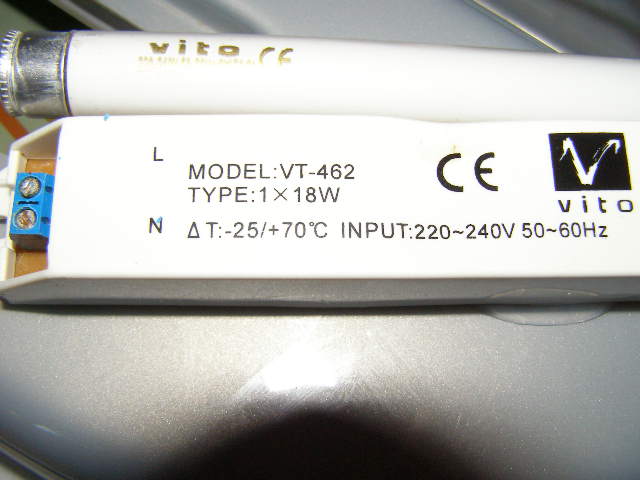 vito CE
L
MODEL:VT-462
TYPE:1×18W
CE
vito
N
ΔT:-25/+70℃ INPUT:220~240V 50~60Hz